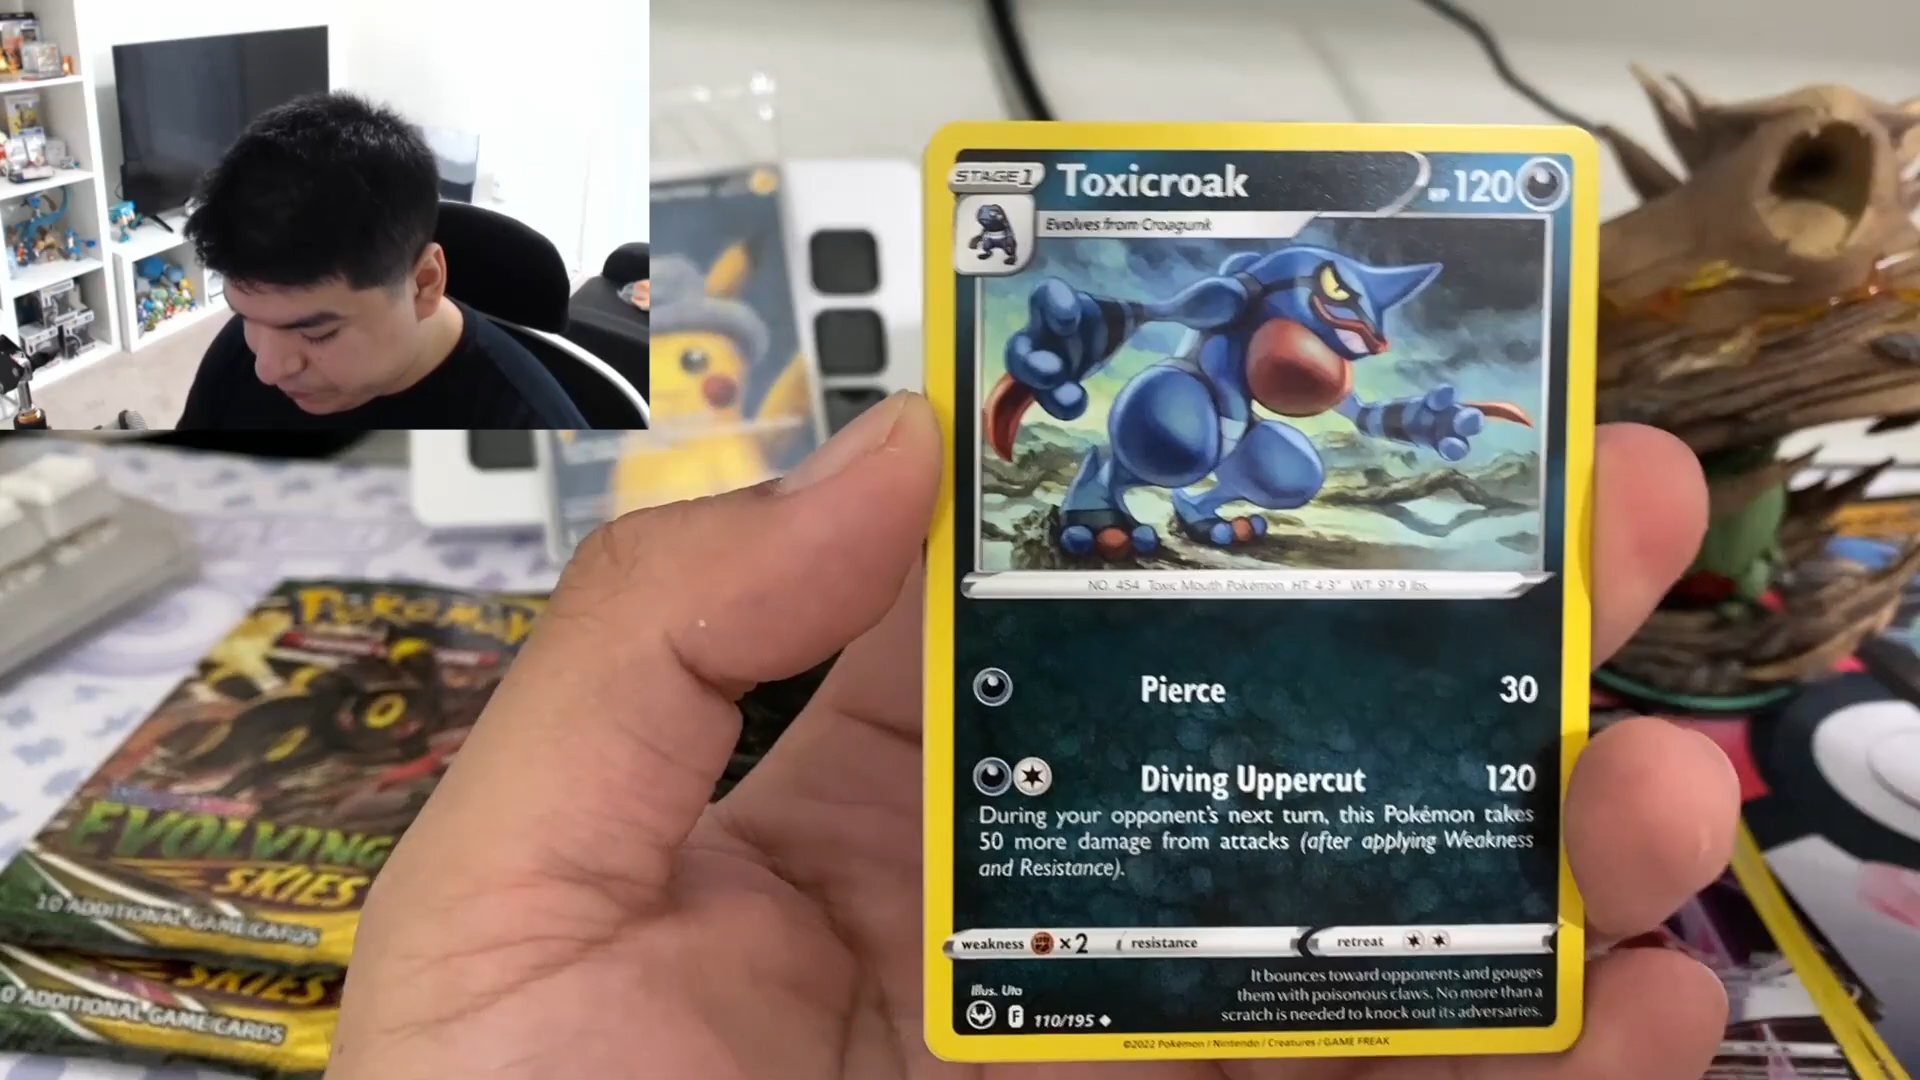 STAGE 1
Toxicroak
HP 120
Evolves from Croagunk
NO. 454 Toxic Mouth Pokémon HT: 4'3" WT: 97.9 lbs.
Pierce 30
Diving Uppercut 120
During your opponent's next turn, this Pokémon takes
50 more damage from attacks (after applying Weakness
and Resistance).
weakness ×2 resistance retreat
It bounces toward opponents and gouges
them with poisonous claws. No more than a
scratch is needed to knock out its adversaries.
Illus. Uta
F 110/195
©2022 Pokémon / Nintendo / Creatures / GAME FREAK
POKéMON
EVOLVING
SKIES
10 ADDITIONAL GAME CARDS
SKIES
10 ADDITIONAL GAME CARDS